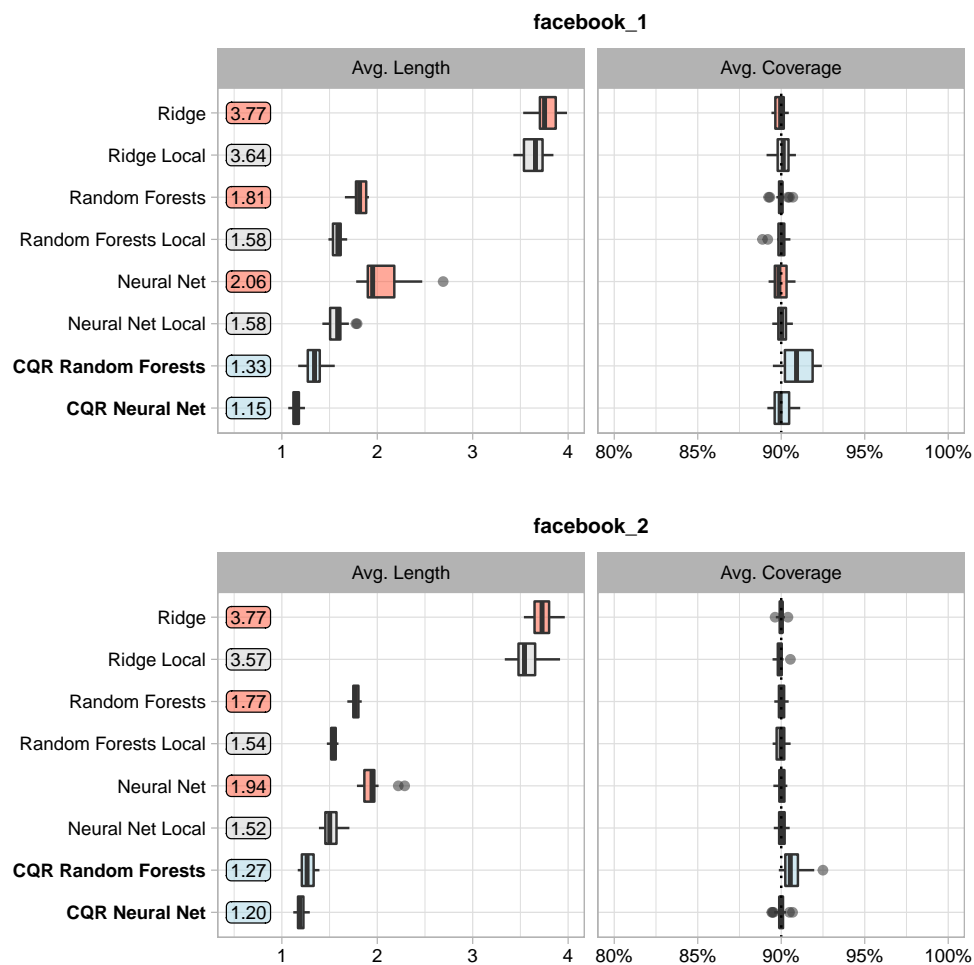 facebook_1
Avg. Length Avg. Coverage
Ridge 3.77
Ridge Local 3.64
Random Forests 1.81
Random Forests Local 1.58
Neural Net 2.06
Neural Net Local 1.58
CQR Random Forests 1.33
CQR Neural Net 1.15
1 2 3 4 80% 85% 90% 95% 100%
facebook_2
Avg. Length Avg. Coverage
Ridge 3.77
Ridge Local 3.57
Random Forests 1.77
Random Forests Local 1.54
Neural Net 1.94
Neural Net Local 1.52
CQR Random Forests 1.27
CQR Neural Net 1.20
1 2 3 4 80% 85% 90% 95% 100%